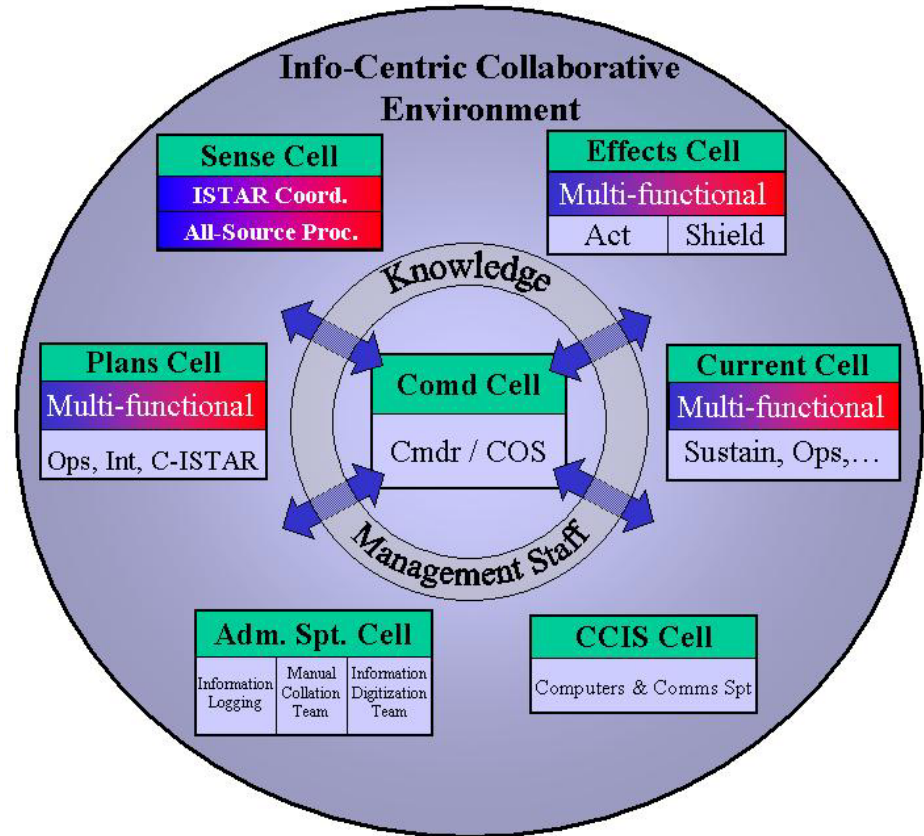 Info-Centric Collaborative
Environment
Sense Cell
ISTAR Coord.
All-Source Proc.
Effects Cell
Multi-functional
Act
Shield
Knowledge
Plans Cell
Multi-functional
Ops, Int, C-ISTAR
Comd Cell
Cmdr / COS
Current Cell
Multi-functional
Sustain, Ops,...
Management Staff
Adm. Spt. Cell
Information
Logging
Manual
Collation
Team
Information
Digitization
Team
CCIS Cell
Computers & Comms Spt